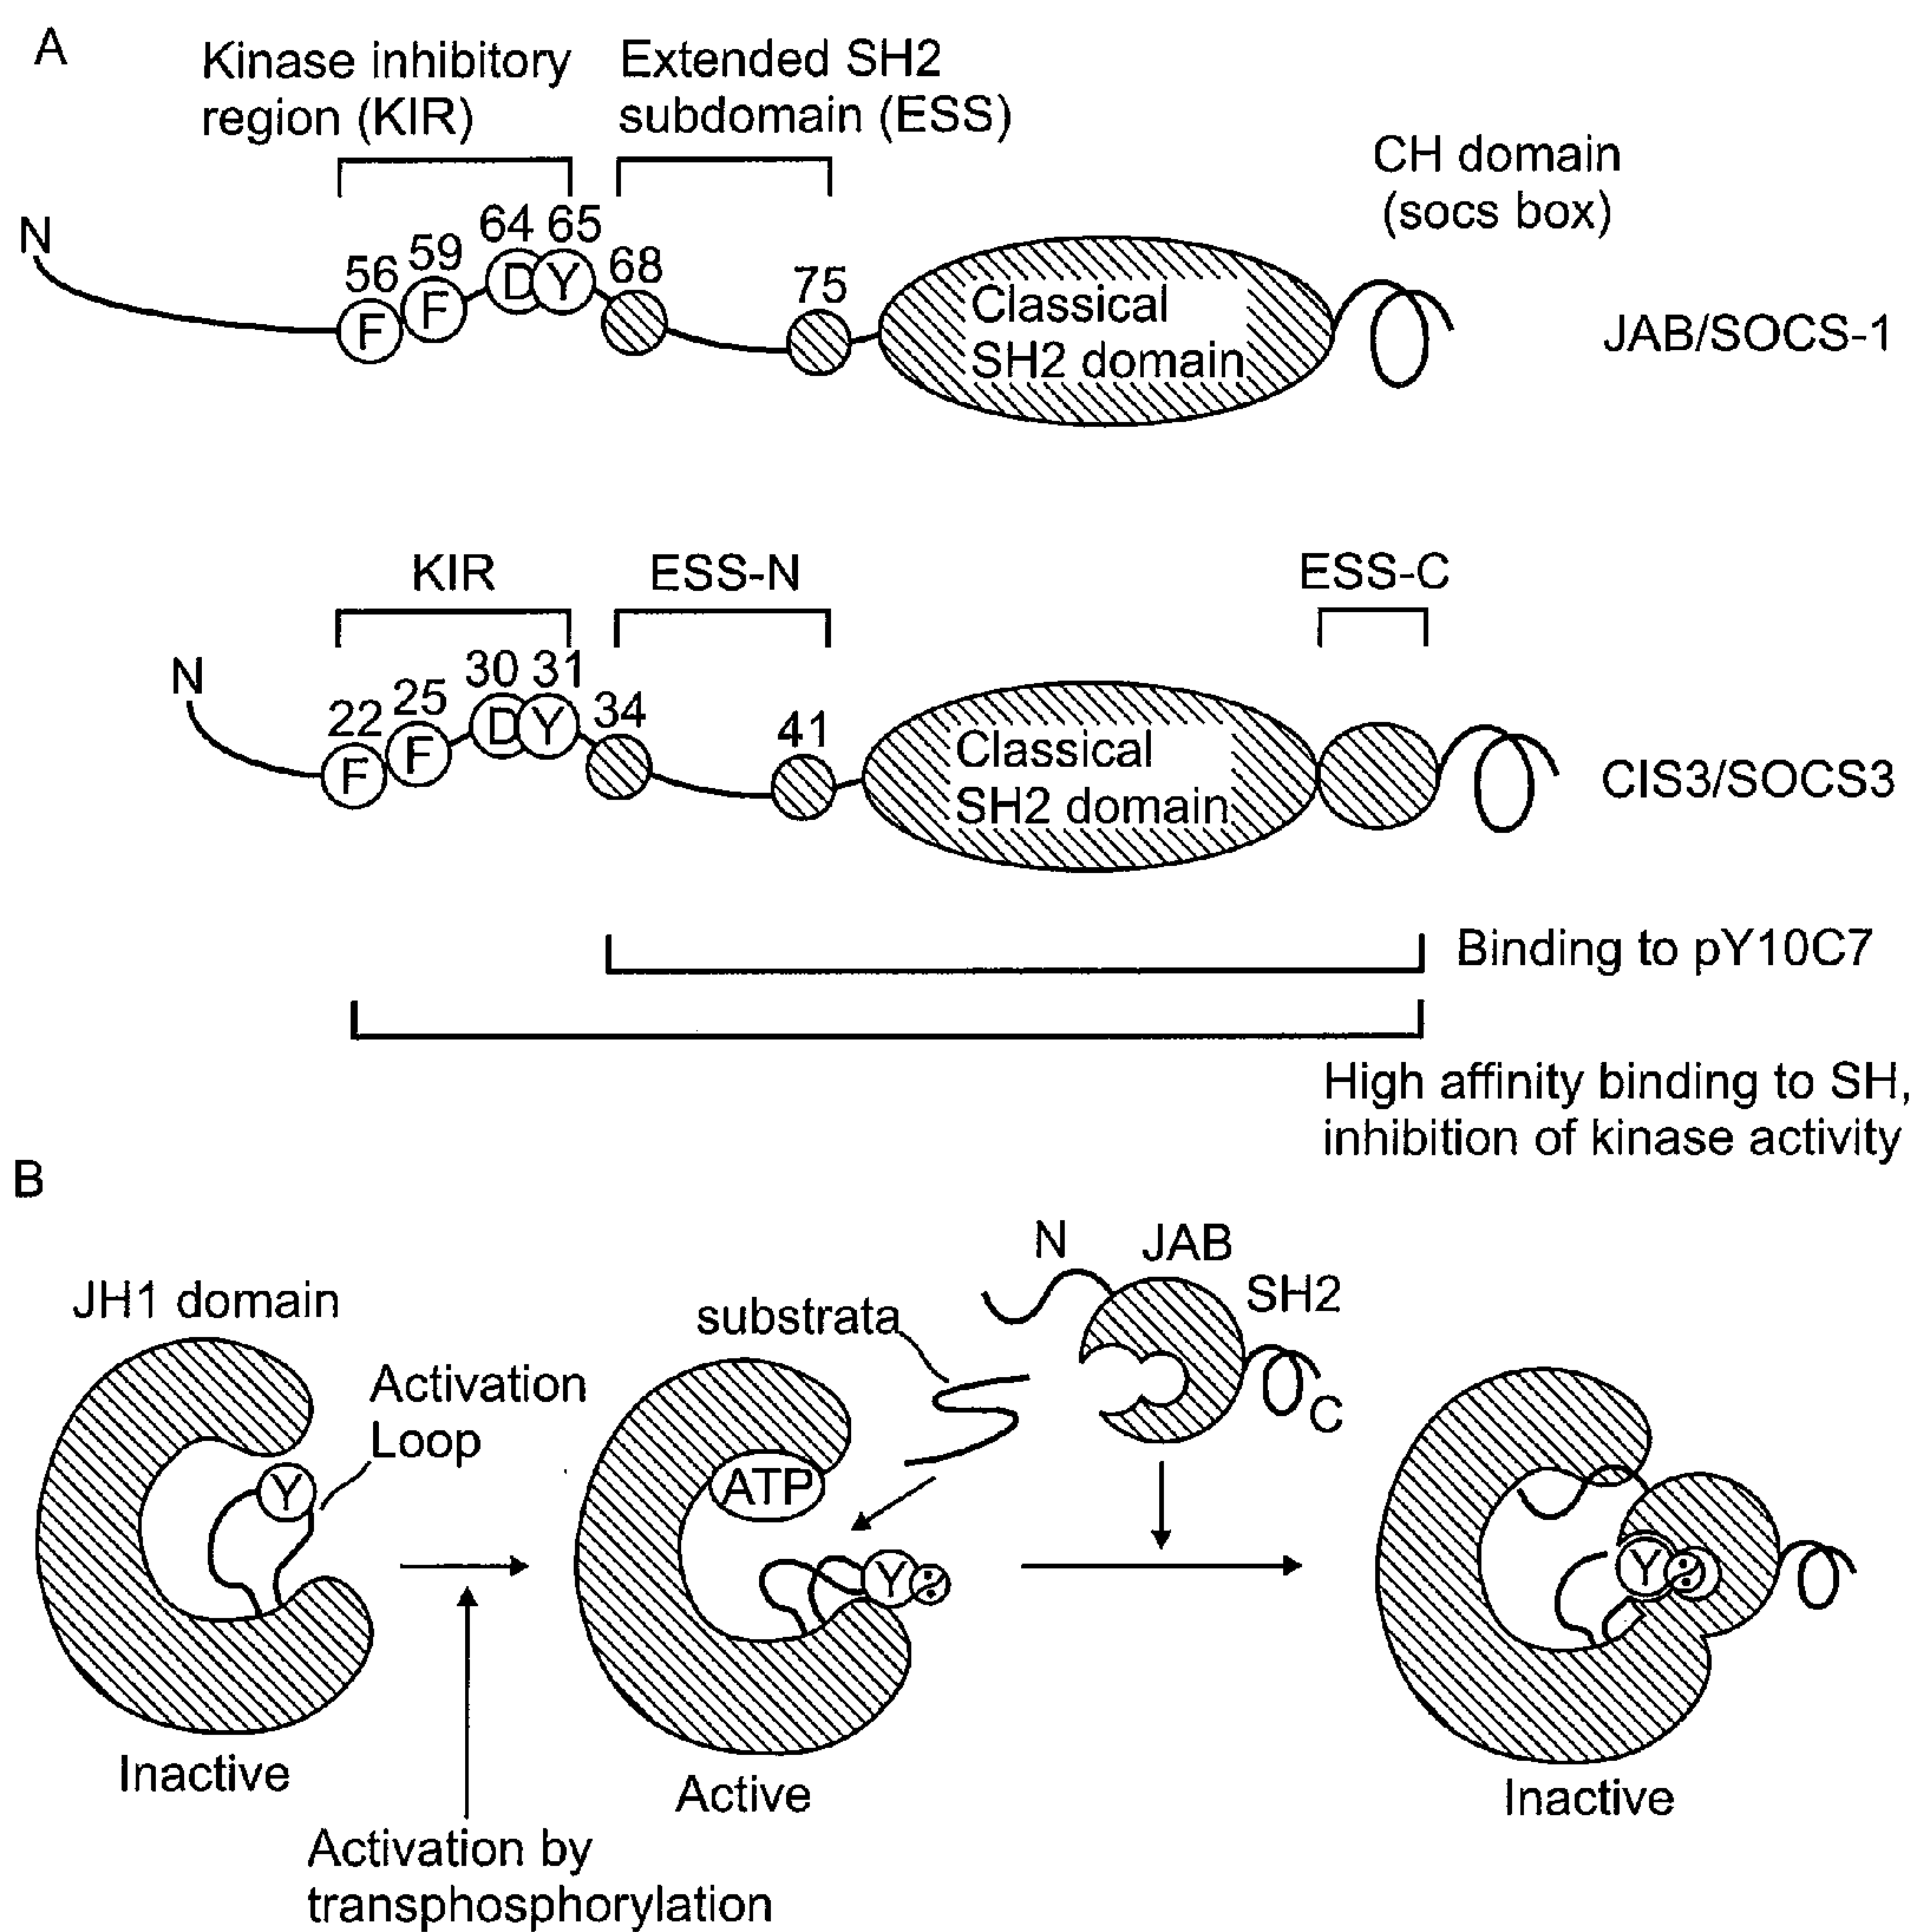 A
Kinase inhibitory
region (KIR)
Extended SH2
subdomain (ESS)
CH domain
(socs box)
N
56
59
64
65
68
75
F
F
D
Y
Classical
SH2 domain
JAB/SOCS-1
KIR
ESS-N
ESS-C
N
22
25
30
31
34
41
F
F
D
Y
Classical
SH2 domain
CIS3/SOCS3
Binding to pY10C7
High affinity binding to SH,
inhibition of kinase activity
B
JH1 domain
Activation
Loop
Y
Inactive
Activation by
transphosphorylation
substrata
ATP
Y
Active
N
JAB
SH2
C
Y
Inactive